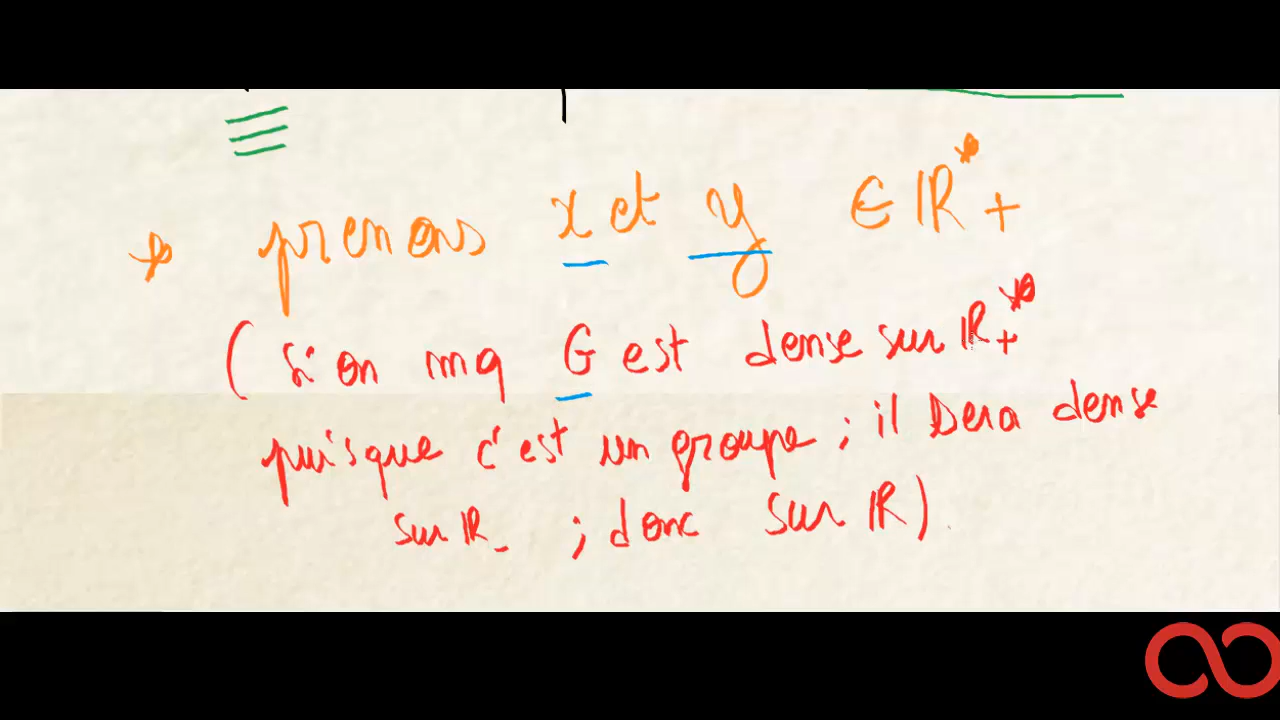 * prenons x et y ∈ ℝ*+
( si on mq G est dense sur ℝ+*
puisque c'est un groupe ; il sera dense
sur ℝ- ; donc sur ℝ).